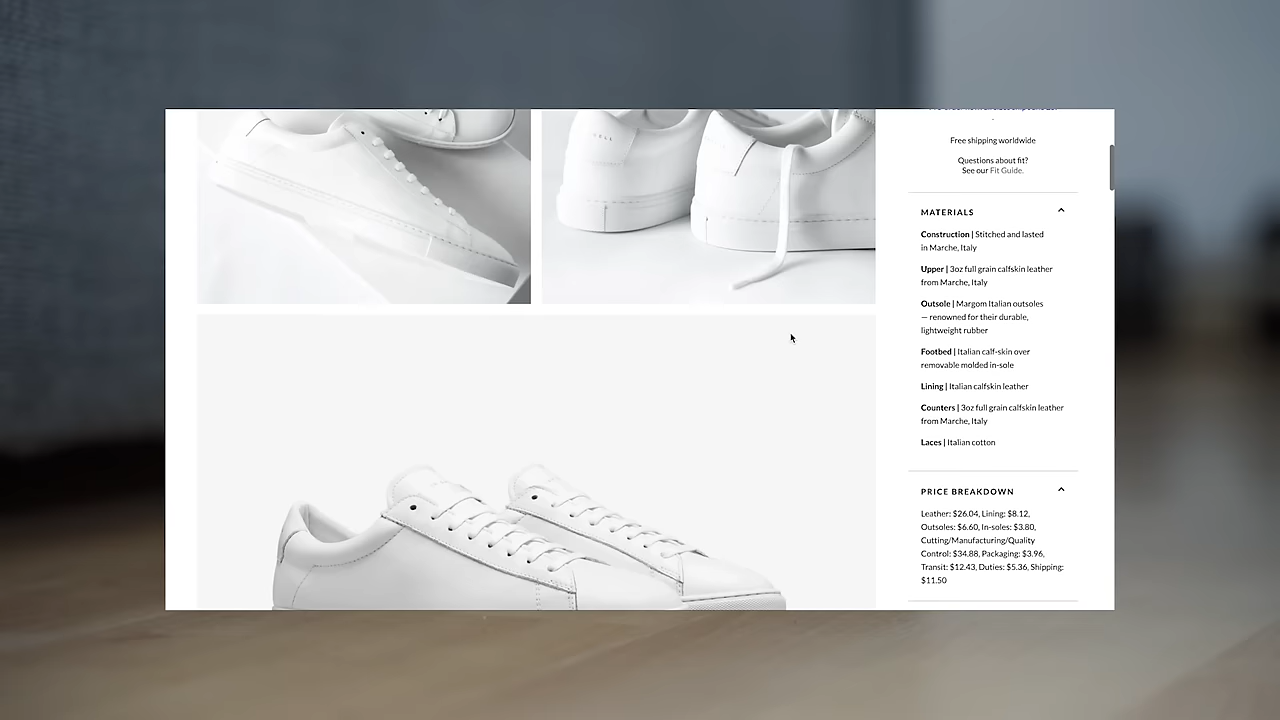 Free shipping worldwide
Questions about fit?
See our Fit Guide.
MATERIALS
Construction | Stitched and lasted
in Marche, Italy
Upper | 3oz full grain calfskin leather
from Marche, Italy
Outsole | Margom Italian outsoles
— renowned for their durable,
lightweight rubber
Footbed | Italian calf-skin over
removable molded in-sole
Lining | Italian calfskin leather
Counters | 3oz full grain calfskin leather
from Marche, Italy
Laces | Italian cotton
PRICE BREAKDOWN
Leather: $26.04, Lining: $8.12,
Outsoles: $6.60, In-soles: $3.80,
Cutting/Manufacturing/Quality
Control: $34.88, Packaging: $3.96,
Transit: $12.43, Duties: $5.36, Shipping:
$11.50